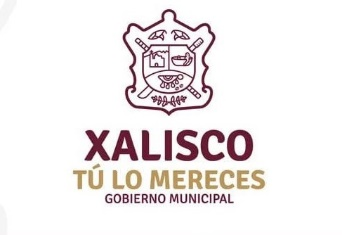 XALISCO
TÚ LO MERECES
GOBIERNO MUNICIPAL